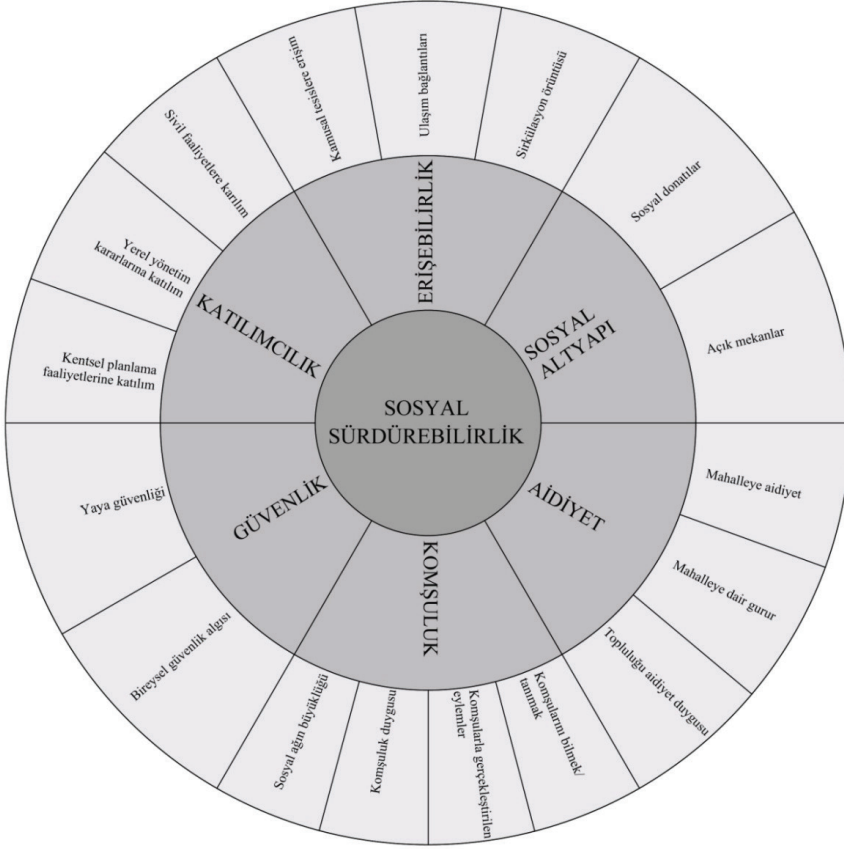 SOSYAL
SÜRDÜREBİLİRLİK
ERİŞEBİLİRLİK
Kamusal tesislere erişim
Ulaşım bağlantıları
Sirkülasyon örüntüsü
SOSYAL
ALTYAPI
Sosyal donatılar
Açık mekanlar
AİDİYET
Mahalleye aidiyet
Mahalleye dair gurur
Topluluğu aidiyet duygusu
KOMŞULUK
Komşularını bilmek/
tanımak
Komşularla gerçekleştirilen
eylemler
Komşuluk duygusu
Sosyal ağın büyüklüğü
GÜVENLİK
Bireysel güvenlik algısı
Yaya güvenliği
KATILIMCILIK
Kentsel planlama
faaliyetlerine katılım
Yerel yönetim
kararlarına katılım
Sivil faaliyetlere karılım